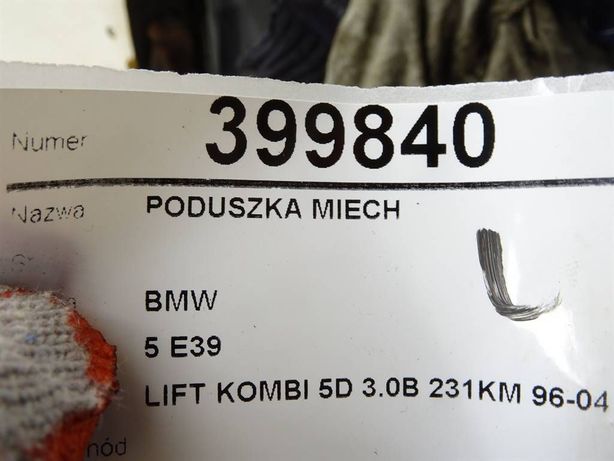 Numer 399840
Nazwa PODUSZKA MIECH
BMW
5 E39
LIFT KOMBI 5D 3.0B 231KM 96-04
L